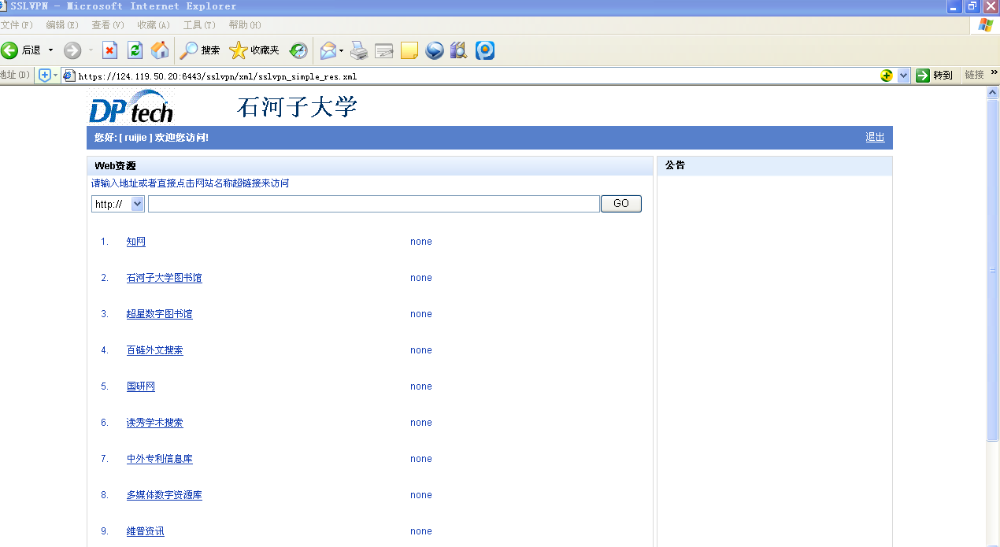 SSLVPN - Microsoft Internet Explorer
文件(F) 编辑(E) 查看(V) 收藏(A) 工具(T) 帮助(H)
后退 搜索 收藏夹
地址(D) https://124.119.50.20:6443/sslvpn/xml/sslvpn_simple_res.xml 转到 链接 »
DPtech 石河子大学
您好: [ ruijie ] 欢迎您访问! 退出
Web资源 公告
请输入地址或者直接点击网站名称超链接来访问
http:// GO
1. 知网 none
2. 石河子大学图书馆 none
3. 超星数字图书馆 none
4. 百链外文搜索 none
5. 国研网 none
6. 读秀学术搜索 none
7. 中外专利信息库 none
8. 多媒体数字资源库 none
9. 维普资讯 none